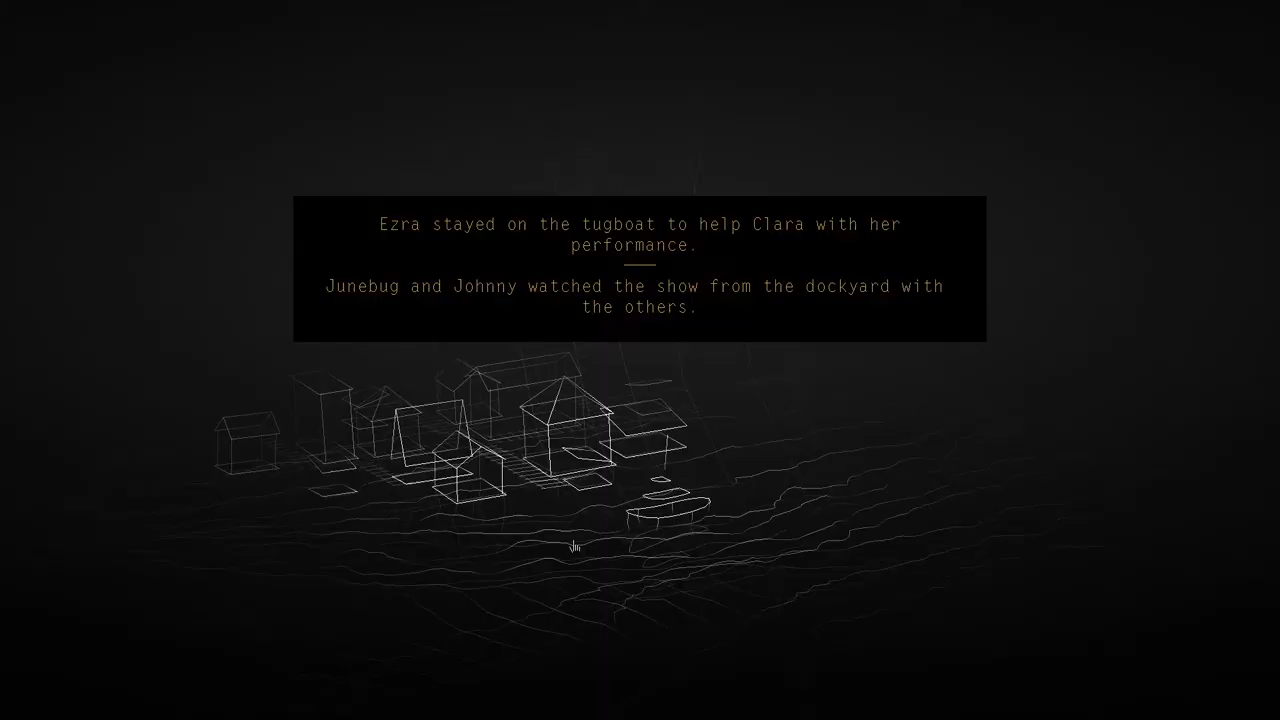 Ezra stayed on the tugboat to help Clara with her
performance.
Junebug and Johnny watched the show from the dockyard with
the others.